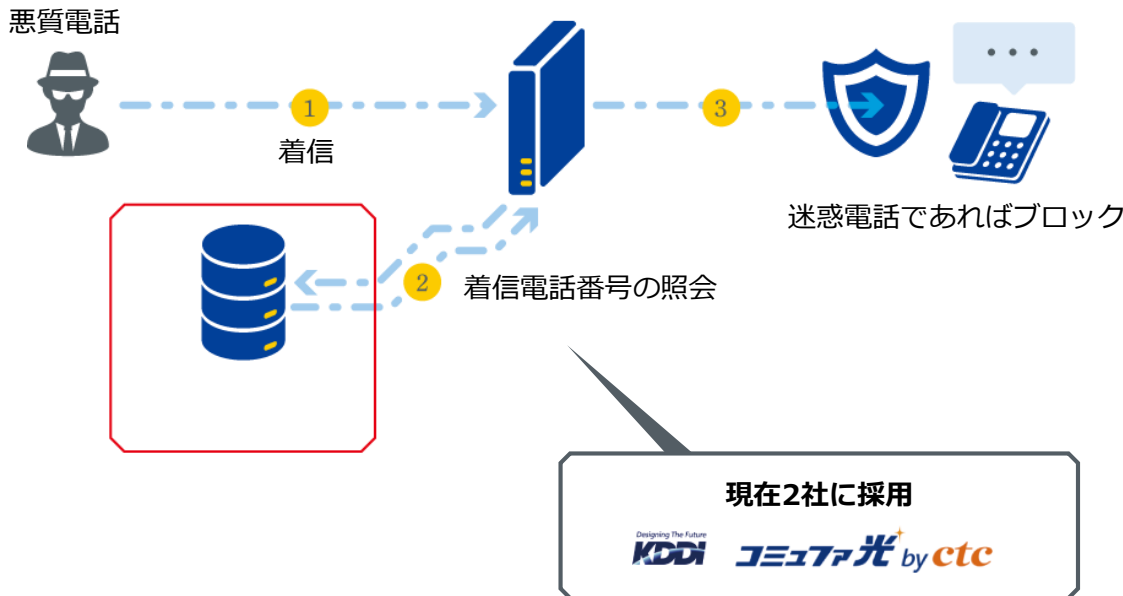 悪質電話
1
着信
3
迷惑電話であればブロック
2
着信電話番号の照会
現在2社に採用
Designing The Future
KDDI
コミュファ光 by ctc